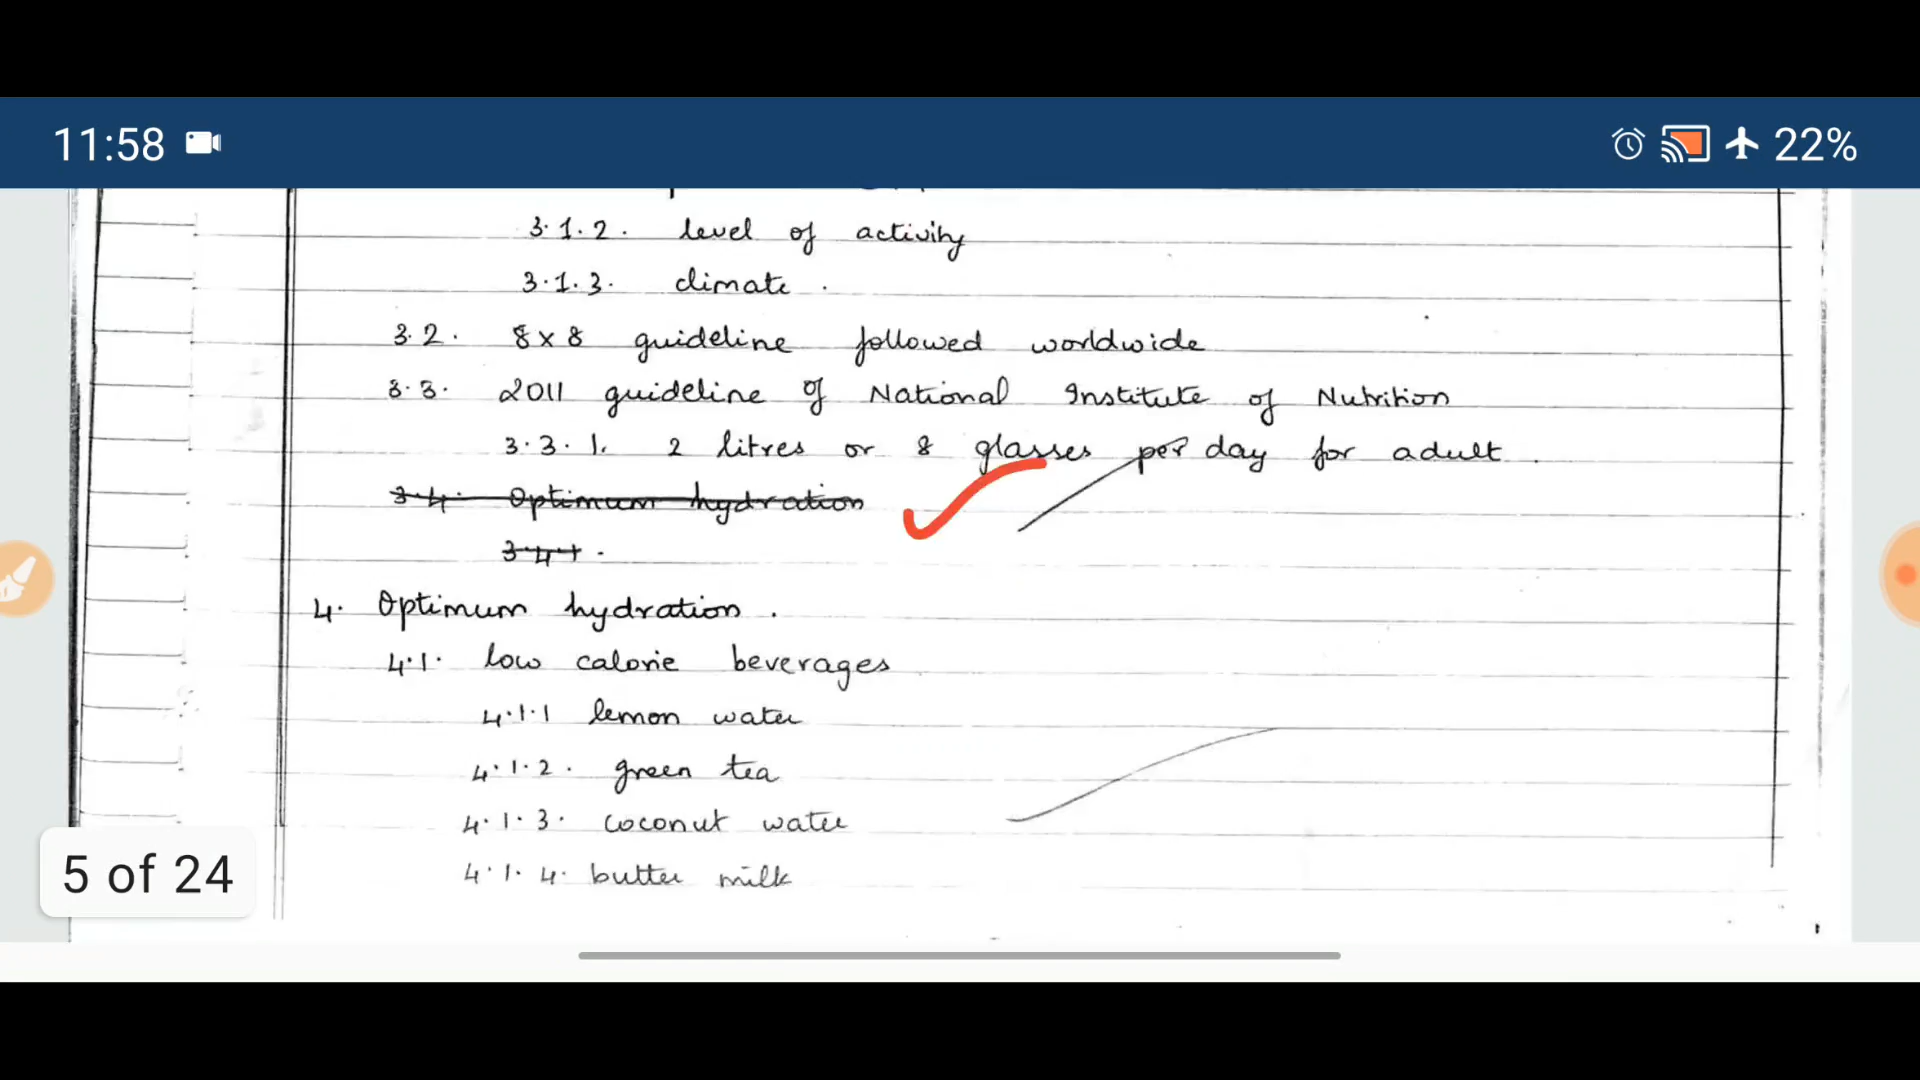 11:58 22%
3.1.2. level of activity
3.1.3. climate.
3.2. 8x8 guideline followed worldwide
3.3. 2011 guideline of National Institute of Nutrition
3.3.1. 2 litres or 8 glasses per day for adult.
3.4. Optimum hydration
3.4.1.
4. Optimum hydration.
4.1. low calorie beverages
4.1.1 lemon water
4.1.2. green tea
4.1.3. coconut water
4.1.4. butter milk
5 of 24